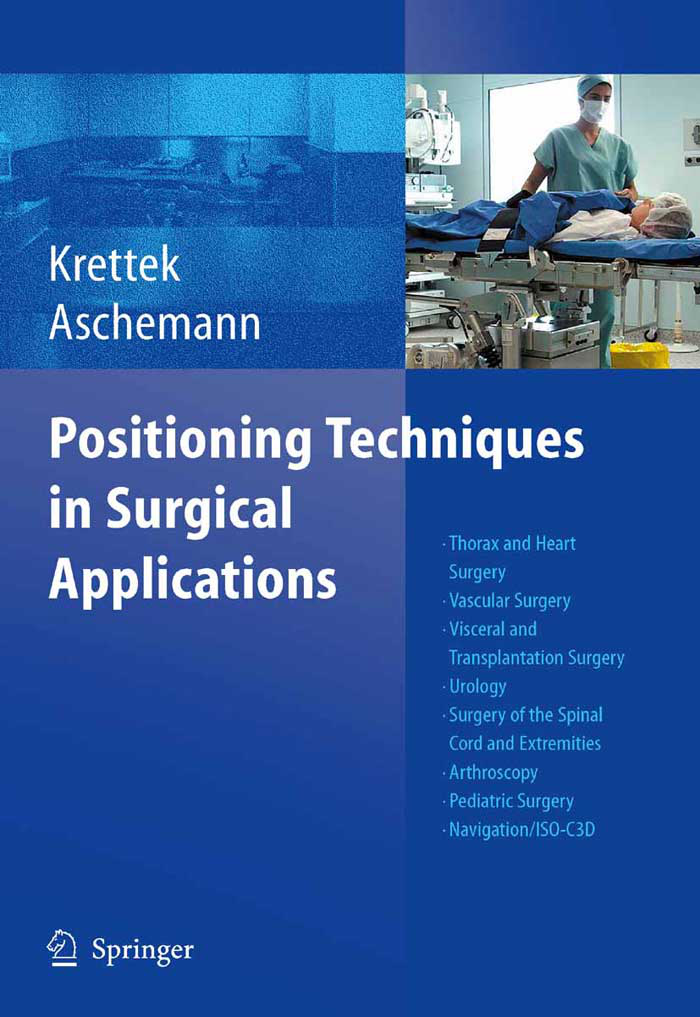 Krettek
Aschemann
Positioning Techniques
in Surgical
Applications
· Thorax and Heart
Surgery
· Vascular Surgery
· Visceral and
Transplantation Surgery
· Urology
· Surgery of the Spinal
Cord and Extremities
· Arthroscopy
· Pediatric Surgery
· Navigation/ISO-C3D
Springer